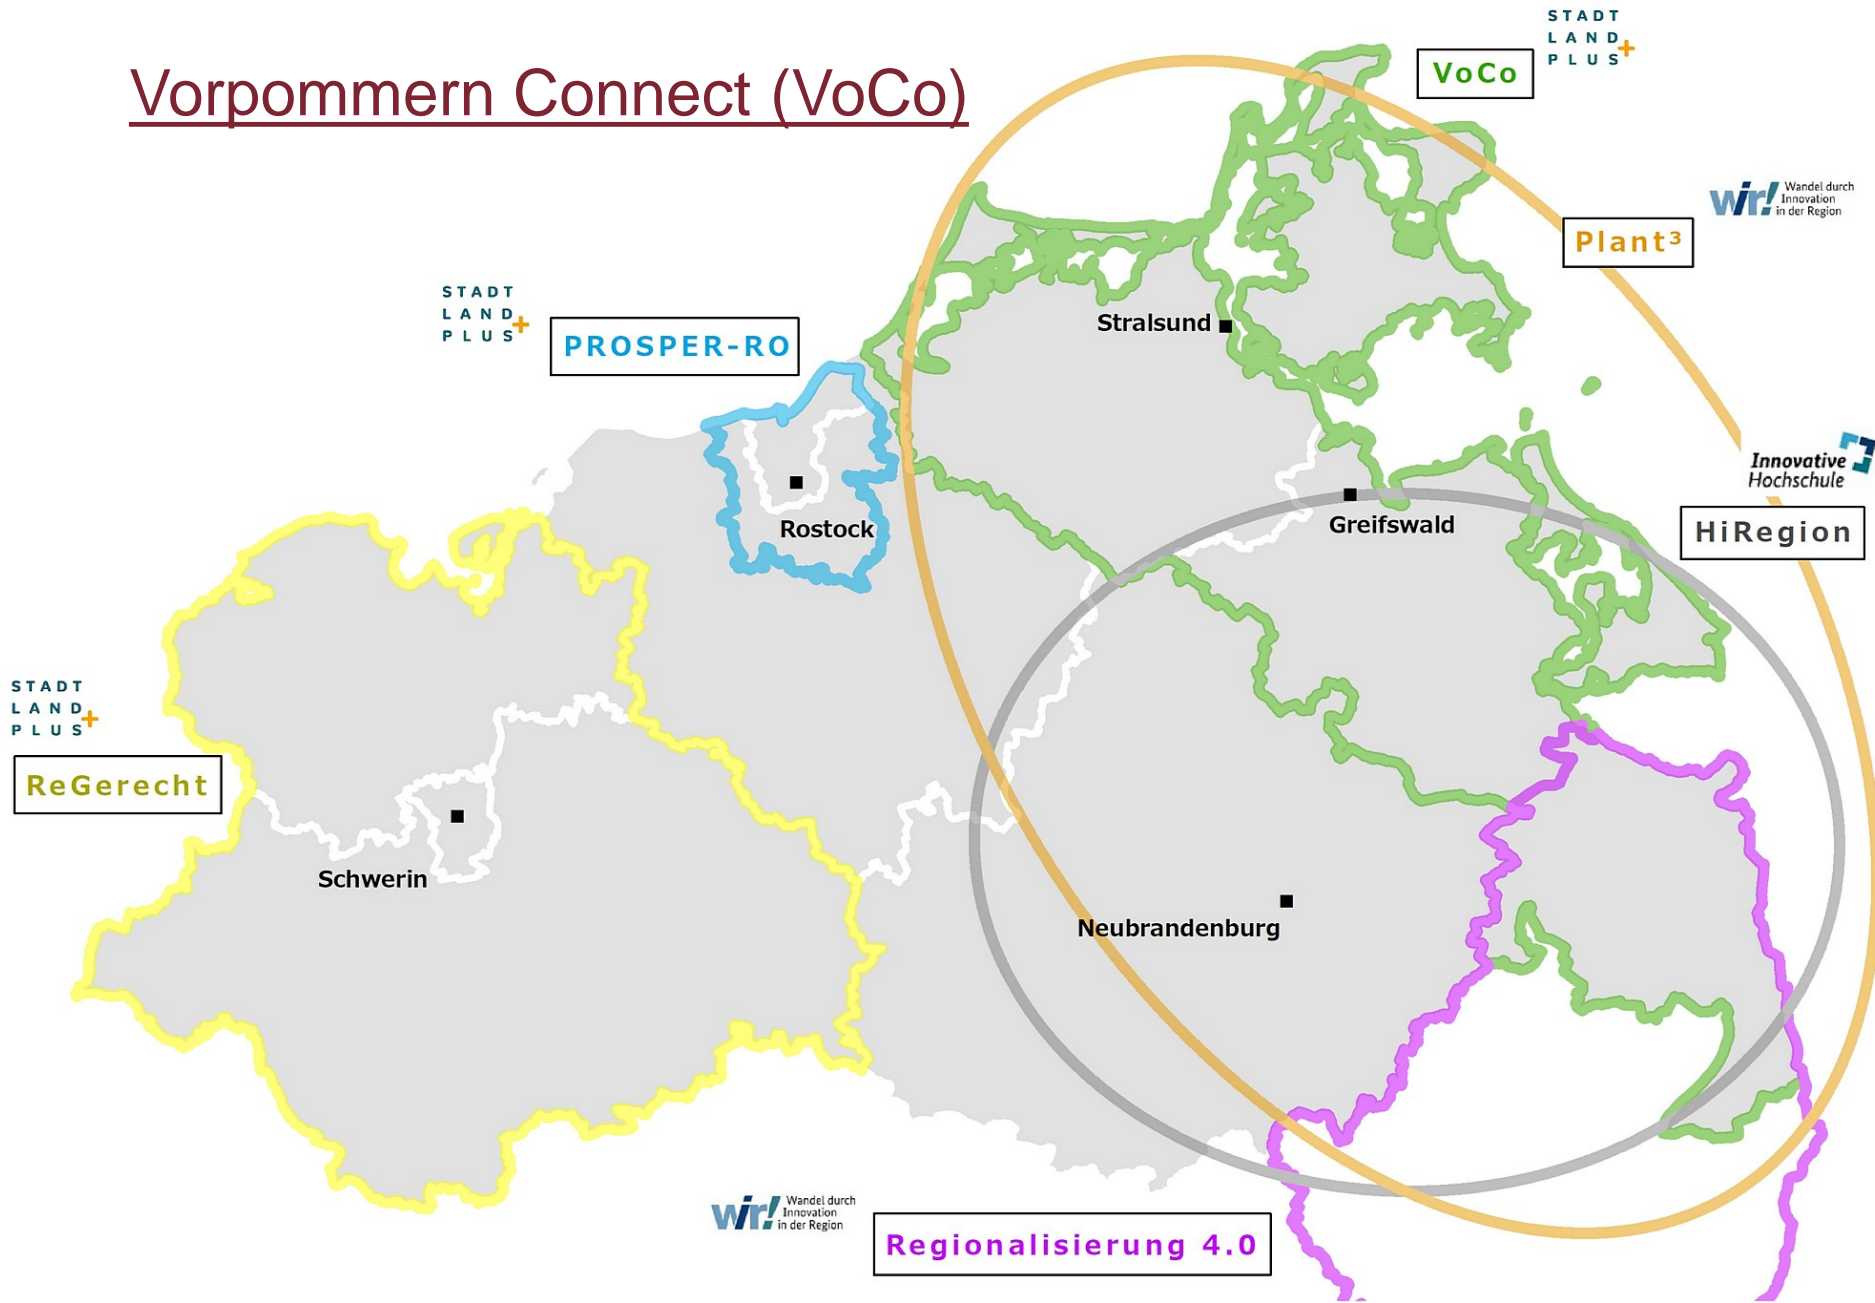 Vorpommern Connect (VoCo)
STADT
LAND
PLUS+
VoCo
wir! Wandel durch
Innovation
in der Region
Plant³
STADT
LAND
PLUS+
PROSPER-RO
Stralsund
Innovative
Hochschule
HiRegion
Rostock
Greifswald
STADT
LAND
PLUS+
ReGerecht
Schwerin
Neubrandenburg
wir! Wandel durch
Innovation
in der Region
Regionalisierung 4.0